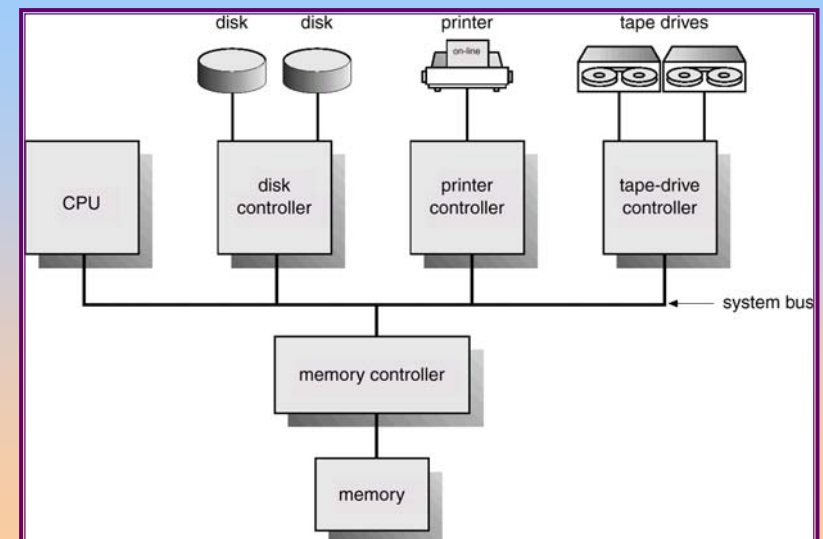 disk disk printer tape drives
on-line
CPU
disk
controller
printer
controller
tape-drive
controller
system bus
memory controller
memory